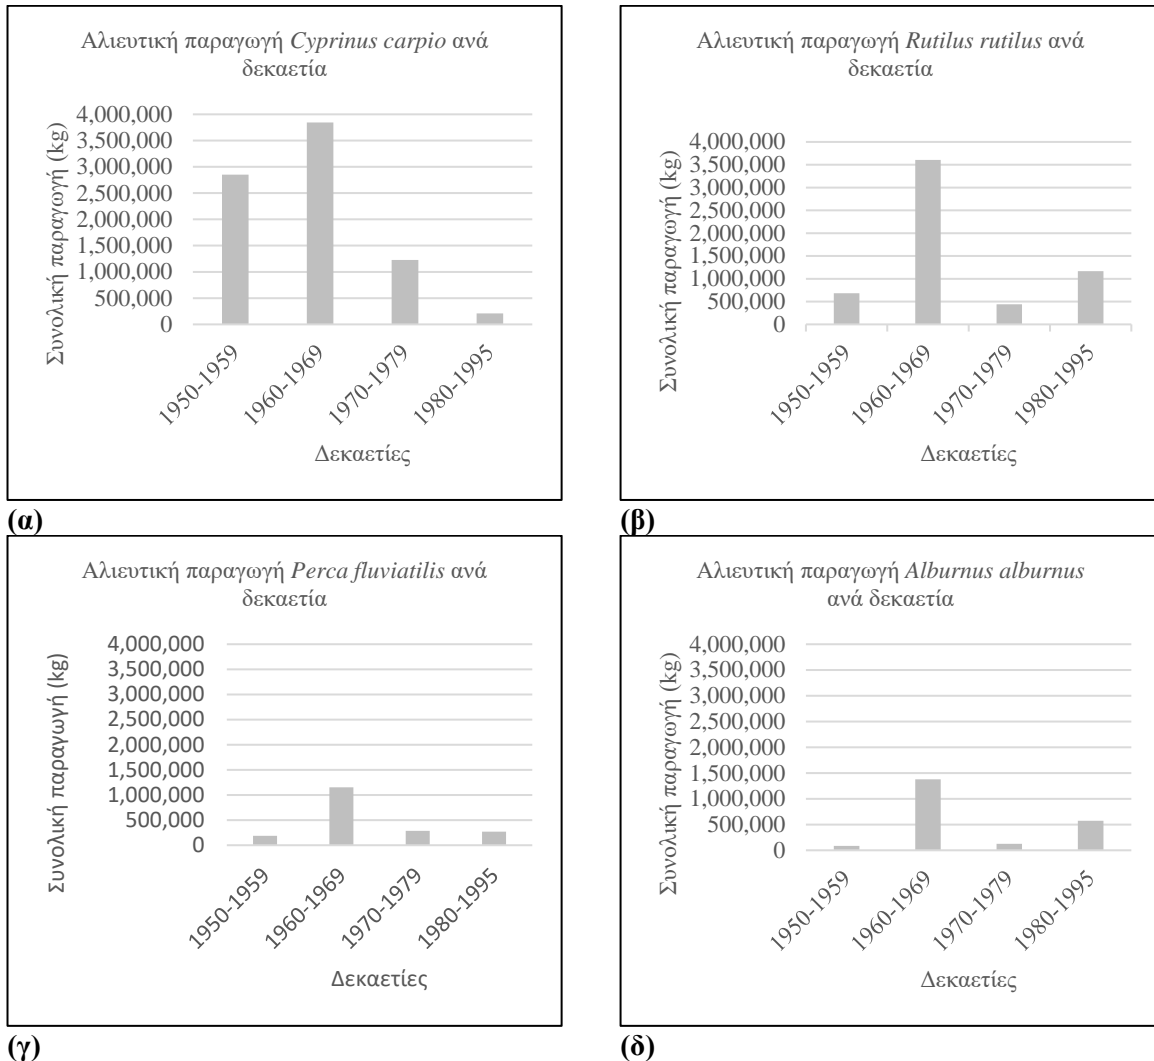 Αλιευτική παραγωγή Cyprinus carpio ανά
δεκαετία
Συνολική παραγωγή (kg)
4,000,000
3,500,000
3,000,000
2,500,000
2,000,000
1,500,000
1,000,000
500,000
0
1950-1959
1960-1969
1970-1979
1980-1995
Δεκαετίες
(α)
Αλιευτική παραγωγή Rutilus rutilus ανά
δεκαετία
Συνολική παραγωγή (kg)
4,000,000
3,500,000
3,000,000
2,500,000
2,000,000
1,500,000
1,000,000
500,000
0
1950-1959
1960-1969
1970-1979
1980-1995
Δεκαετίες
(β)
Αλιευτική παραγωγή Perca fluviatilis ανά
δεκαετία
Συνολική παραγωγή (kg)
4,000,000
3,500,000
3,000,000
2,500,000
2,000,000
1,500,000
1,000,000
500,000
0
1950-1959
1960-1969
1970-1979
1980-1995
Δεκαετίες
(γ)
Αλιευτική παραγωγή Alburnus alburnus
ανά δεκαετία
Συνολική παραγωγή (kg)
4,000,000
3,500,000
3,000,000
2,500,000
2,000,000
1,500,000
1,000,000
500,000
0
1950-1959
1960-1969
1970-1979
1980-1995
Δεκαετίες
(δ)